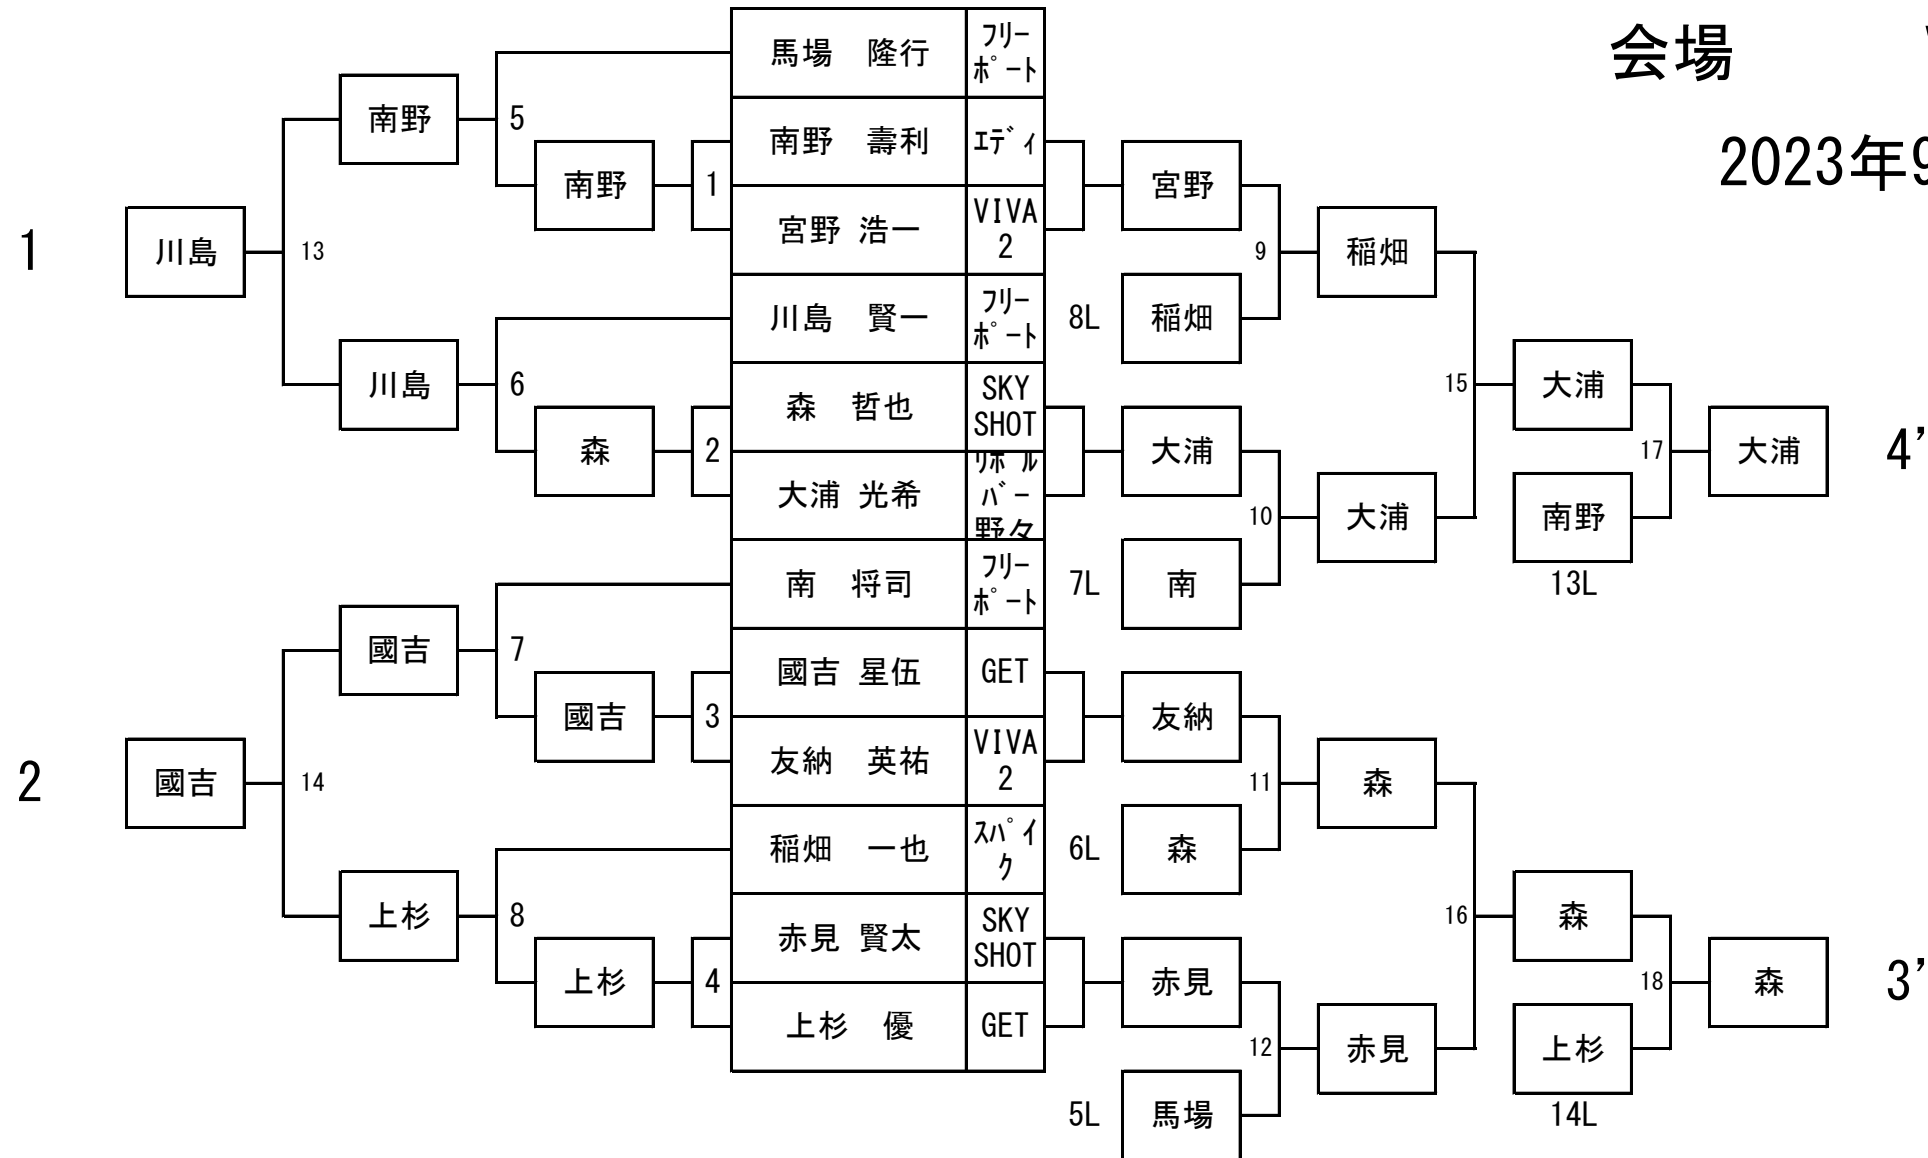 会場
2023年9
馬場　隆行 フリー
ポート
南野　壽利 エディ
宮野 浩一 VIVA
2
川島　賢一 フリー
ポート
森　哲也 SKY
SHOT
大浦 光希 リボル
バー
野々
南　将司 フリー
ポート
國吉 星伍 GET
友納　英祐 VIVA
2
稲畑　一也 スパイ
ク
赤見 賢太 SKY
SHOT
上杉　優 GET
1
川島
13
南野
5
南野
1
川島
6
森
2
2
國吉
14
國吉
7
國吉
3
上杉
8
上杉
4
宮野
9
8L
稲畑
稲畑
大浦
10
7L
南
大浦
15
大浦
17
南野
13L
大浦
4’
友納
11
6L
森
森
赤見
12
5L
馬場
赤見
16
森
18
上杉
14L
森
3’